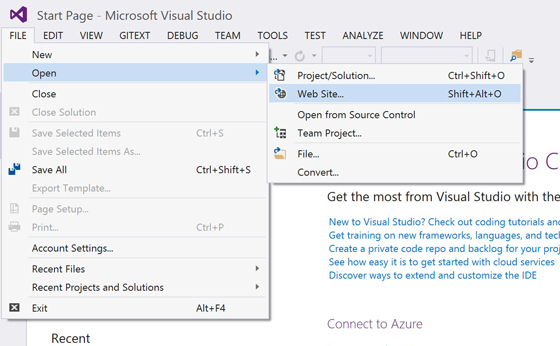 Start Page - Microsoft Visual Studio
FILE EDIT VIEW GITEXT DEBUG TEAM TOOLS TEST ANALYZE WINDOW HELP
New
Open
Close
Close Solution
Save Selected Items Ctrl+S
Save Selected Items As...
Save All Ctrl+Shift+S
Export Template...
Page Setup...
Print... Ctrl+P
Account Settings...
Recent Files
Recent Projects and Solutions
Exit Alt+F4
Project/Solution... Ctrl+Shift+O
Web Site... Shift+Alt+O
Open from Source Control
Team Project...
File... Ctrl+O
Convert...
Get the most from Visual Studio with the
New to Visual Studio? Check out coding tutorials and
Get training on new frameworks, languages, and tech
Create a private code repo and backlog for your proj
See how easy it is to get started with cloud services
Discover ways to extend and customize the IDE
Connect to Azure
Recent